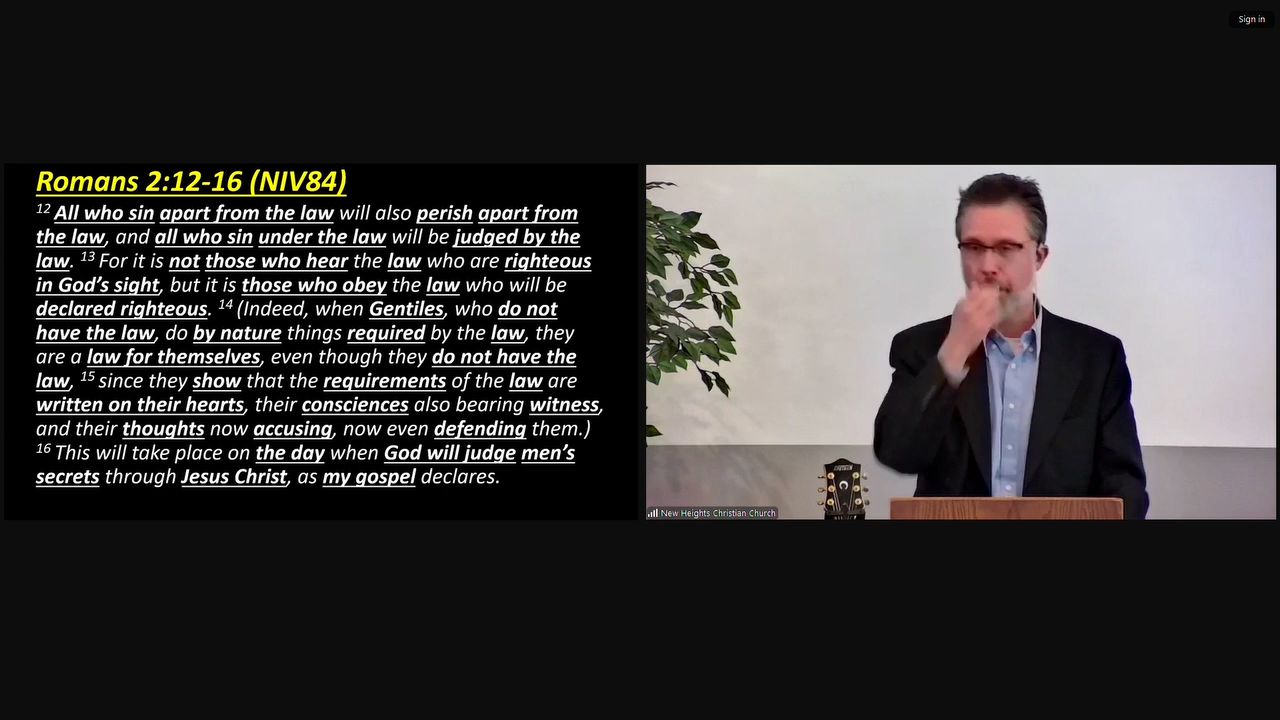 Sign in
Romans 2:12-16 (NIV84)
12 All who sin apart from the law will also perish apart from
the law, and all who sin under the law will be judged by the
law. 13 For it is not those who hear the law who are righteous
in God’s sight, but it is those who obey the law who will be
declared righteous. 14 (Indeed, when Gentiles, who do not
have the law, do by nature things required by the law, they
are a law for themselves, even though they do not have the
law, 15 since they show that the requirements of the law are
written on their hearts, their consciences also bearing witness,
and their thoughts now accusing, now even defending them.)
16 This will take place on the day when God will judge men’s
secrets through Jesus Christ, as my gospel declares.
New Heights Christian Church